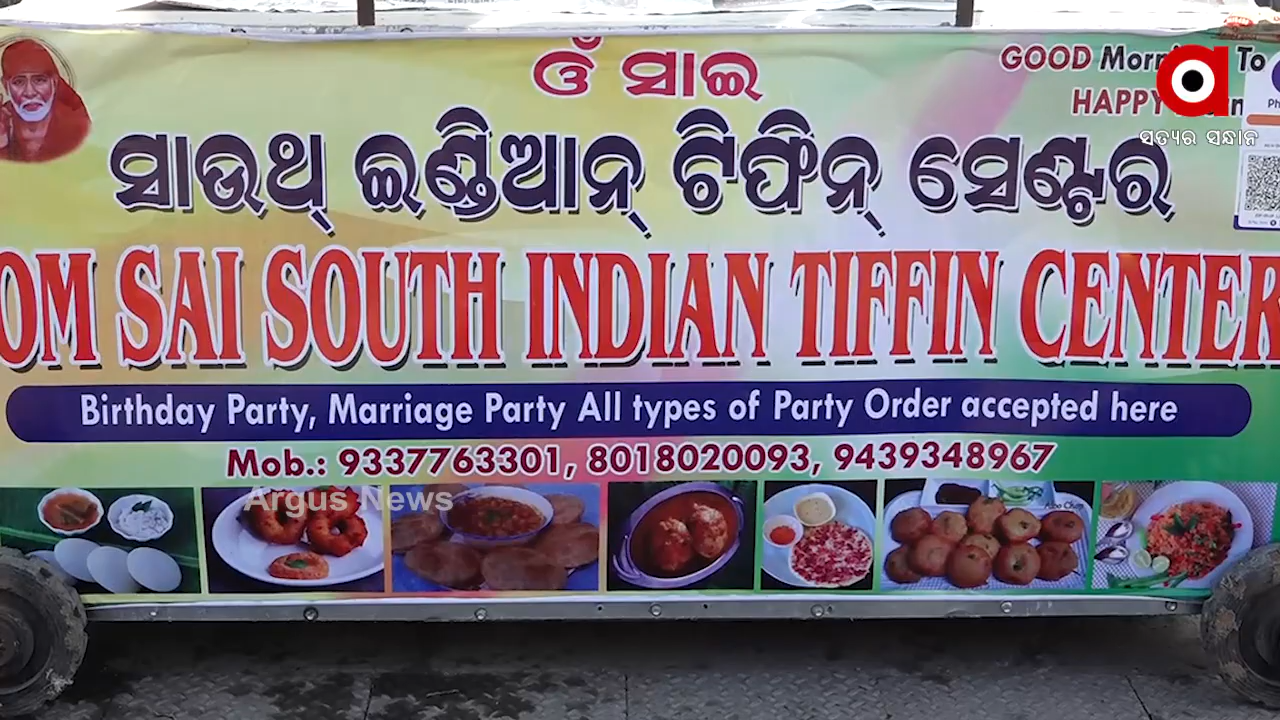 ଓଁ ସାଇ
GOOD To
HAPPY
ସତ୍ୟର ସନ୍ଧାନ
ସାଉଥ୍ ଇଣ୍ଡିଆନ୍ ଟିଫିନ୍ ସେଣ୍ଟର
OM SAI SOUTH INDIAN TIFFIN CENTER
Birthday Party, Marriage Party All types of Party Order accepted here
Mob.: 9337763301, 8018020093, 9439348967
Argus News